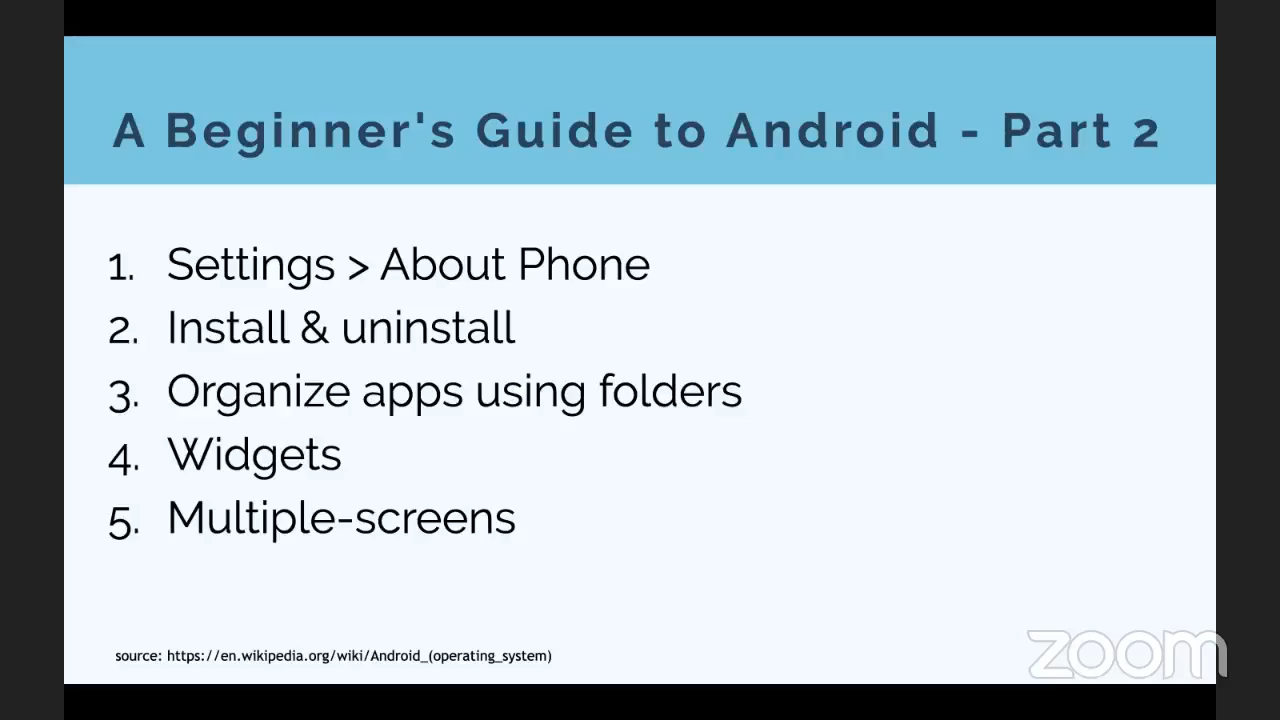 A Beginner's Guide to Android - Part 2
1. Settings > About Phone
2. Install & uninstall
3. Organize apps using folders
4. Widgets
5. Multiple-screens
source: https://en.wikipedia.org/wiki/Android_(operating_system)
zoom